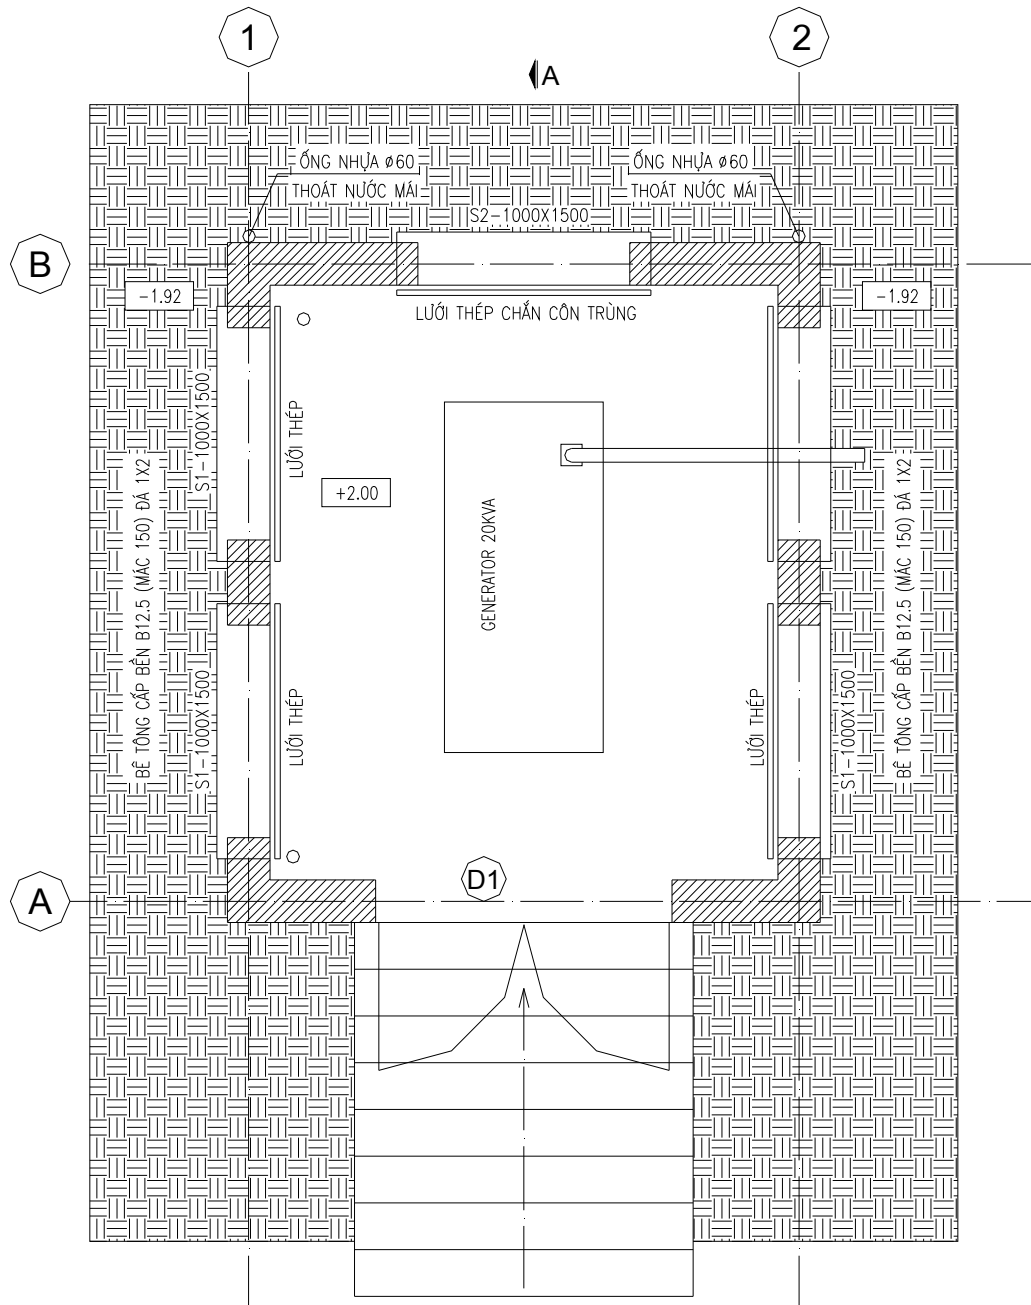 1
2
A
ỐNG NHỰA ø60
THOÁT NƯỚC MÁI
ỐNG NHỰA ø60
THOÁT NƯỚC MÁI
S2-1000X1500
B
-1.92
-1.92
LƯỚI THÉP CHẮN CÔN TRÙNG
S1-1000X1500
LƯỚI THÉP
+2.00
GENERATOR 20KVA
BÊ TÔNG CẤP BỀN B12.5 (MÁC 150) ĐÁ 1X2
BÊ TÔNG CẤP BỀN B12.5 (MÁC 150) ĐÁ 1X2
S1-1000X1500
LƯỚI THÉP
LƯỚI THÉP
S1-1000X1500
A
D1